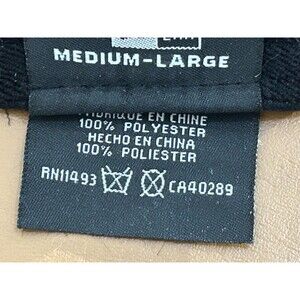 MEDIUM-LARGE
FABRIQUE EN CHINE
100% POLYESTER
HECHO EN CHINA
100% POLIESTER
RN11493 CA40289